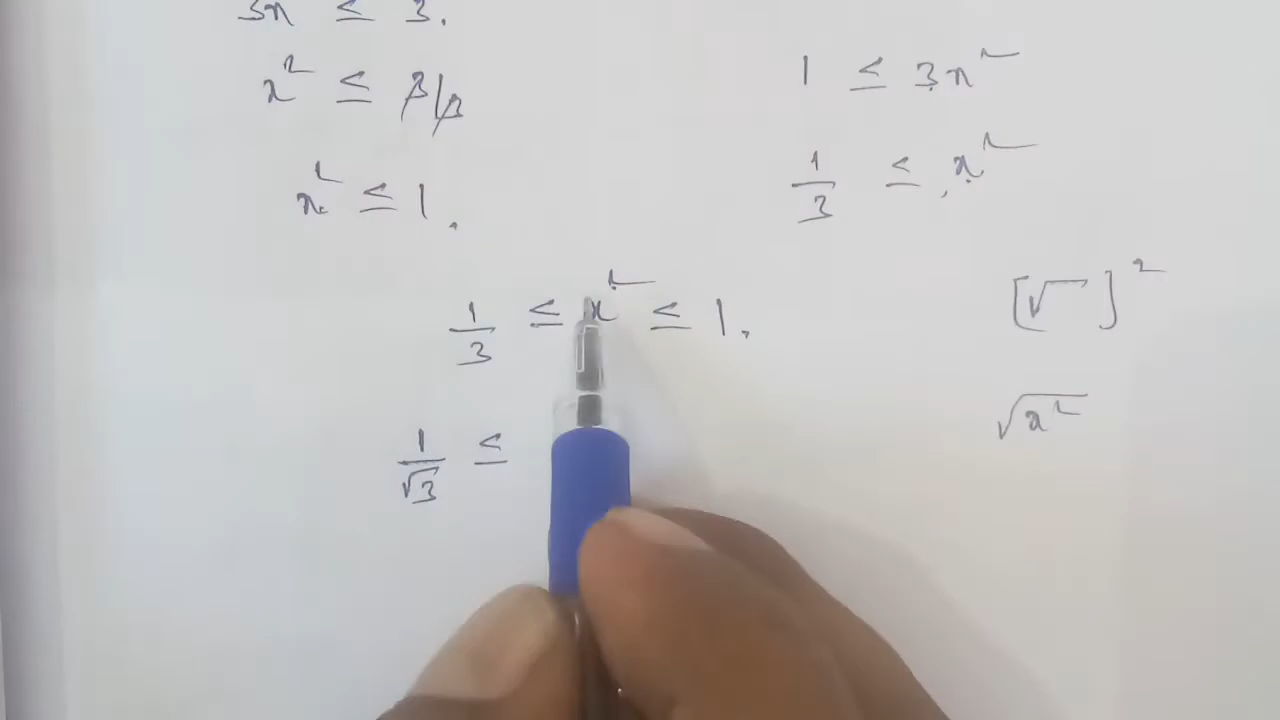 3x ≤ 3.
x² ≤ 3/3
x² ≤ 1.
1 ≤ 3x²
1/3 ≤ x²
1/3 ≤ x² ≤ 1.
[√ ]²
√x²
1/√3 ≤